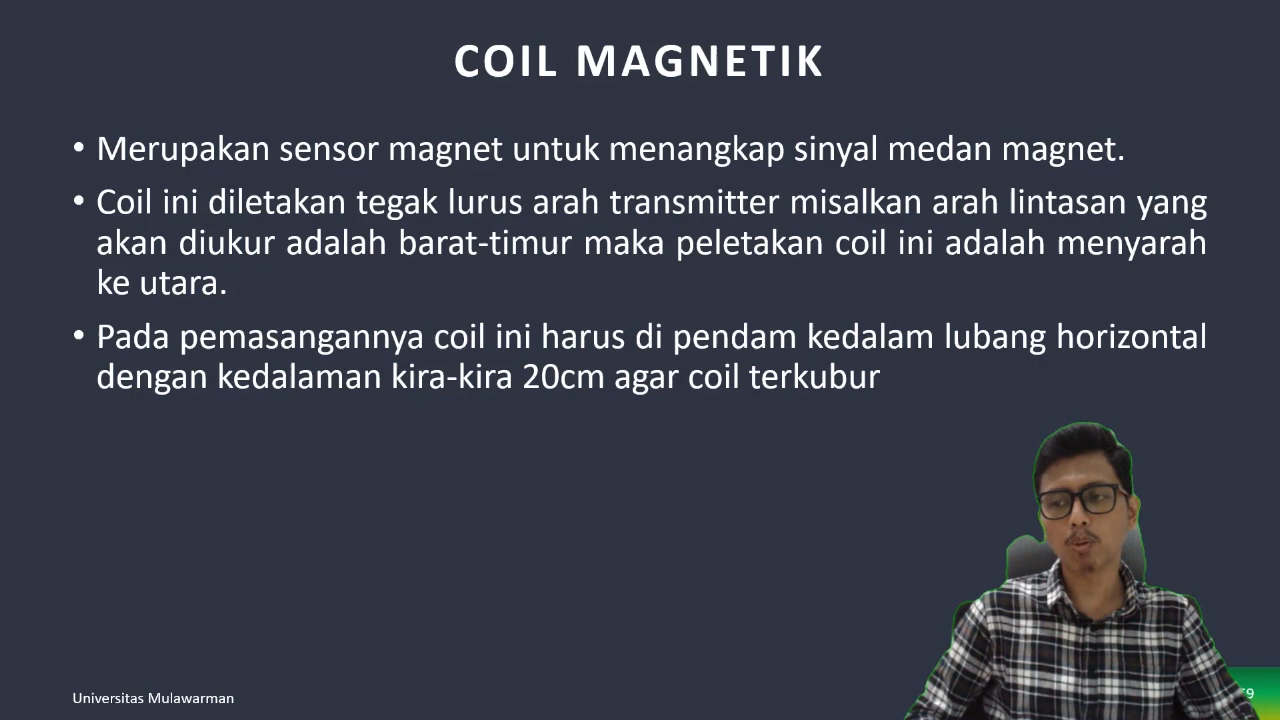 COIL MAGNETIK
• Merupakan sensor magnet untuk menangkap sinyal medan magnet.
• Coil ini diletakan tegak lurus arah transmitter misalkan arah lintasan yang
akan diukur adalah barat-timur maka peletakan coil ini adalah menyarah
ke utara.
• Pada pemasangannya coil ini harus di pendam kedalam lubang horizontal
dengan kedalaman kira-kira 20cm agar coil terkubur
Universitas Mulawarman